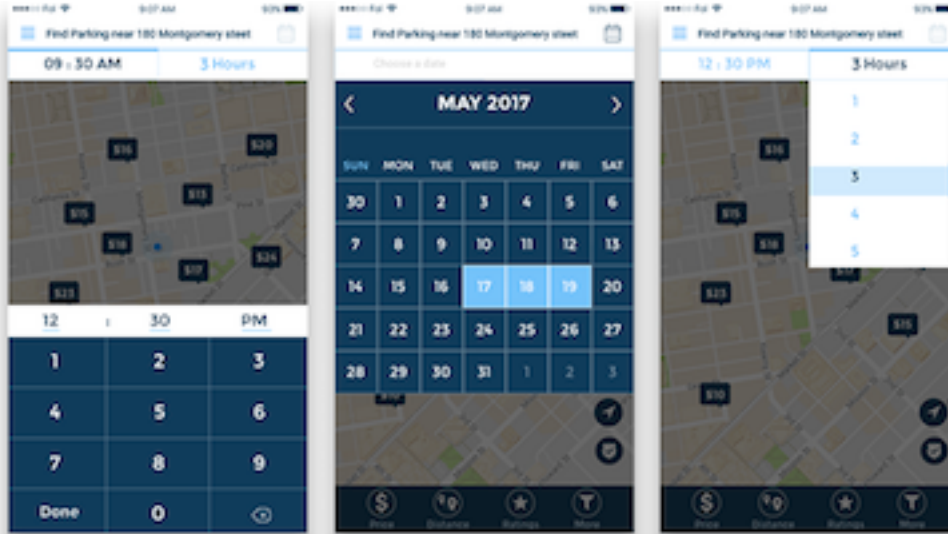 9:07 AM 93%
Find Parking near 180 Montgomery steet
09 : 30 AM 3 Hours
$16
$20
$13
$15
$18
$24
$17
$23
12 : 30 PM
1 2 3
4 5 6
7 8 9
Done 0
9:07 AM 93%
Find Parking near 180 Montgomery steet
Choose a date
MAY 2017
SUN MON TUE WED THU FRI SAT
30 1 2 3 4 5 6
7 8 9 10 11 12 13
14 15 16 17 18 19 20
21 22 23 24 25 26 27
28 29 30 31 1 2 3
Price Distance Ratings More
9:07 AM 93%
Find Parking near 180 Montgomery steet
12 : 30 PM 3 Hours
1
2
3
4
5
$16
$15
$18
$17
$23
$15
$10
Price Distance Ratings More